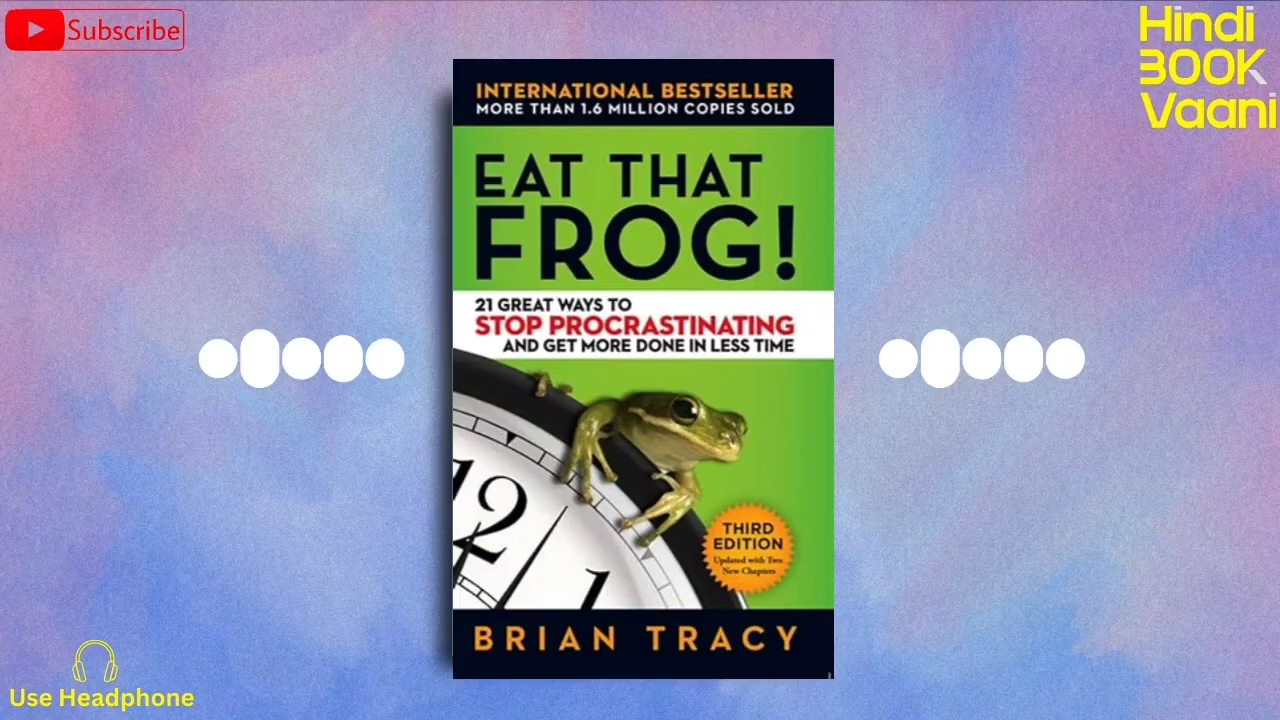 Subscribe
Hindi
BOOK
Vaani
INTERNATIONAL BESTSELLER
MORE THAN 1.6 MILLION COPIES SOLD
EAT THAT
FROG!
21 GREAT WAYS TO
STOP PROCRASTINATING
AND GET MORE DONE IN LESS TIME
12
1
THIRD
EDITION
Updated with Two
New Chapters
BRIAN TRACY
Use Headphone